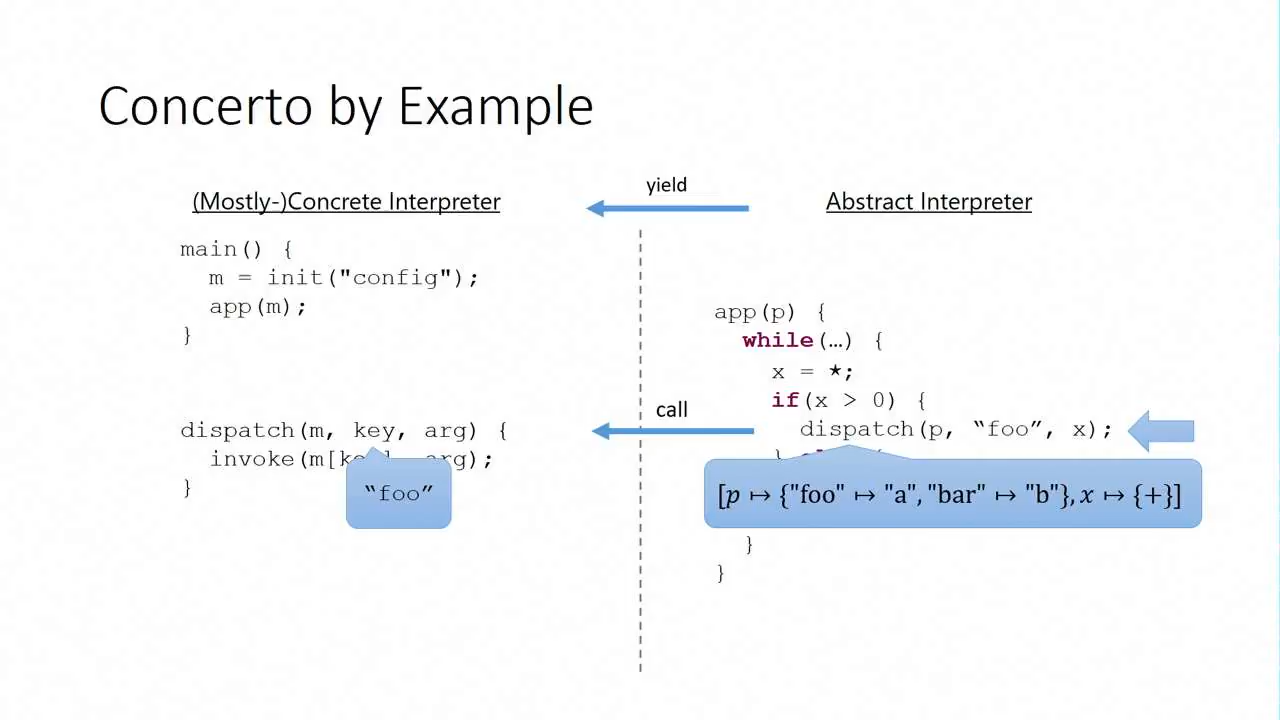 Concerto by Example
(Mostly-)Concrete Interpreter
yield
Abstract Interpreter
main() {
m = init("config");
app(m);
}
app(p) {
while(…) {
x = ★;
if(x > 0) {
call
dispatch(m, key, arg) {
dispatch(p, “foo”, x);
invoke(m[key], arg);
}
“foo”
[p ↦ {"foo" ↦ "a", "bar" ↦ "b"}, x ↦ {+}]
}
}